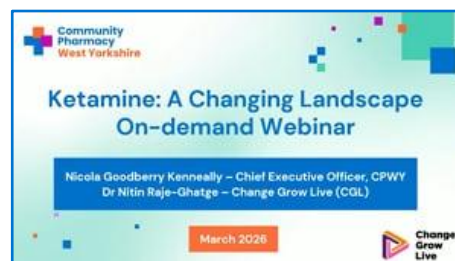 Community
Pharmacy
West Yorkshire
Ketamine: A Changing Landscape
On-demand Webinar
Nicola Goodberry Kenneally – Chief Executive Officer, CPWY
Dr Nitin Raje-Ghatge – Change Grow Live (CGL)
March 2026
Change
Grow
Live